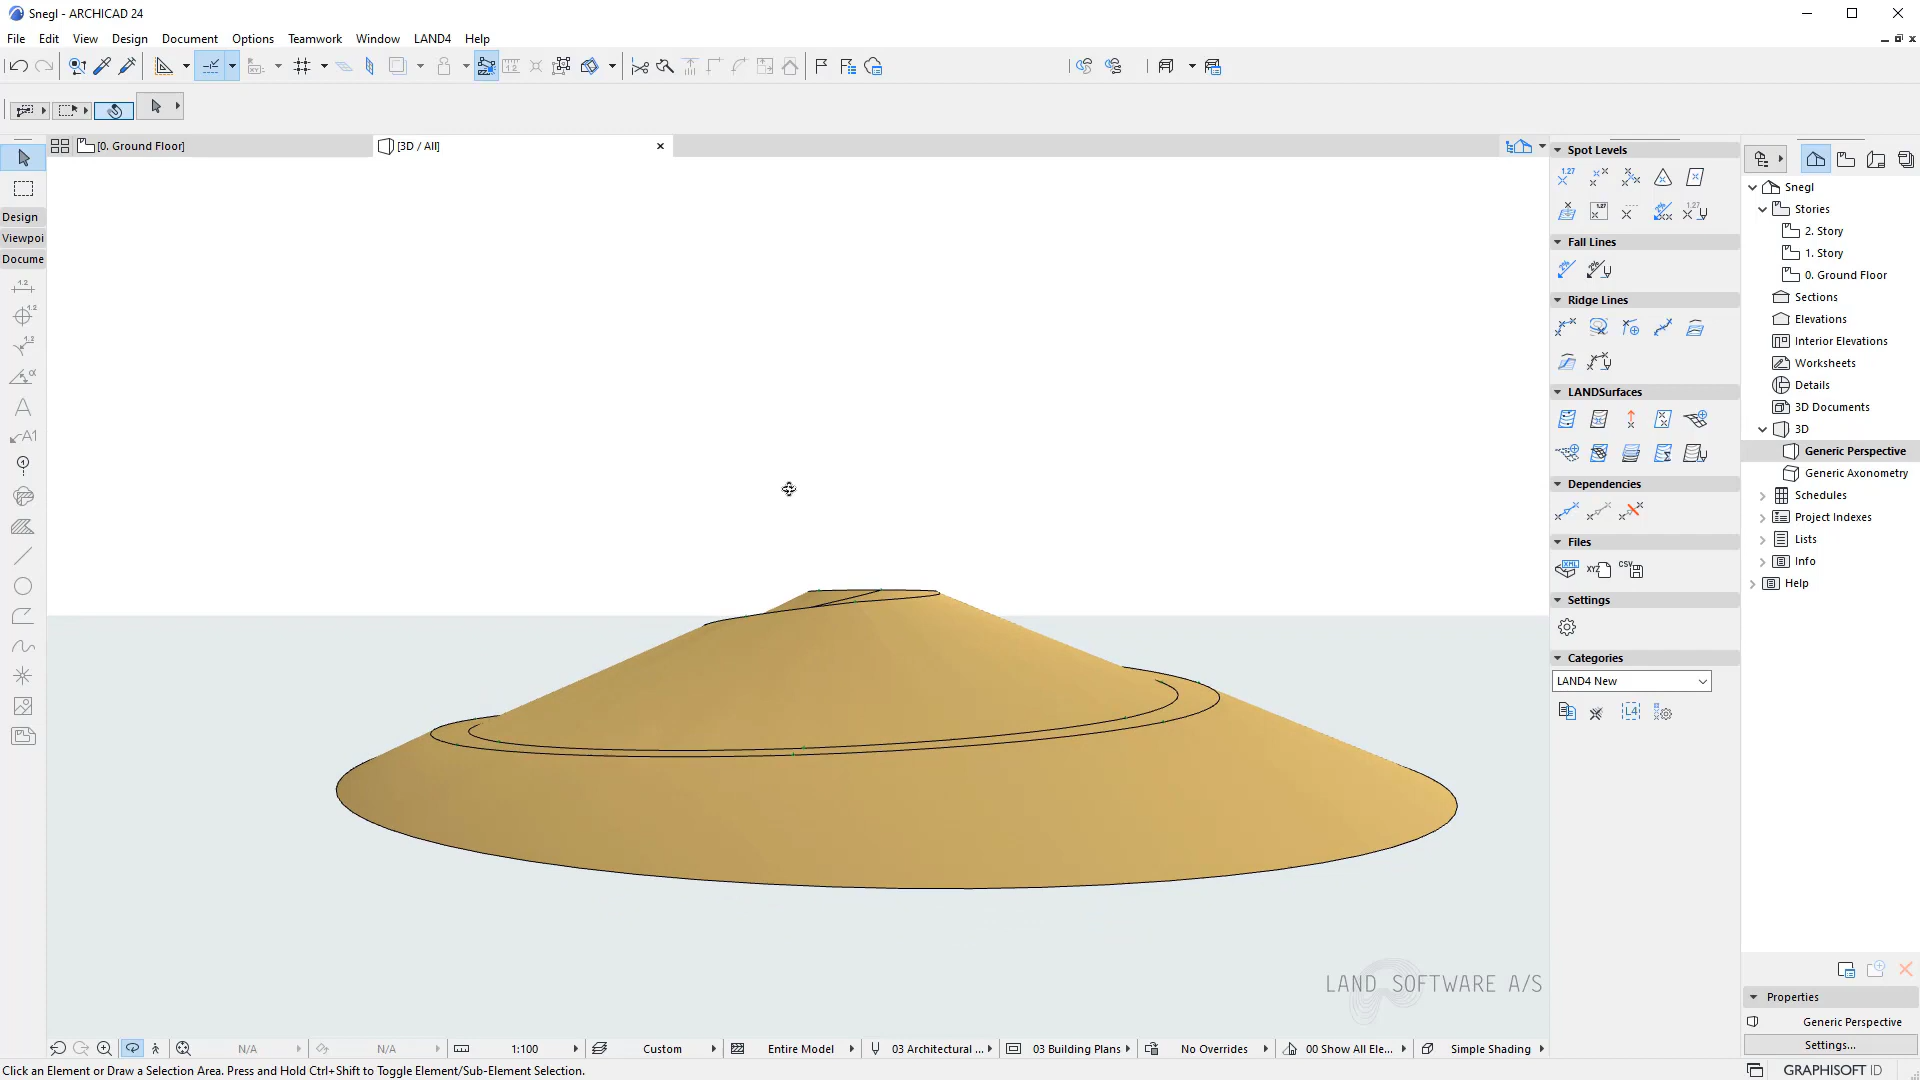 Snegl - ARCHICAD 24
File Edit View Design Document Options Teamwork Window LAND4 Help
[0. Ground Floor]
[3D / All]
Design
Viewpoi
Docume
Spot Levels
Fall Lines
Ridge Lines
LANDSurfaces
Dependencies
Files
Settings
Categories
LAND4 New
Snegl
Stories
2. Story
1. Story
0. Ground Floor
Sections
Elevations
Interior Elevations
Worksheets
Details
3D Documents
3D
Generic Perspective
Generic Axonometry
Schedules
Project Indexes
Lists
Info
Help
LAND SOFTWARE A/S
Properties
Generic Perspective
Settings...
N/A N/A 1:100 Custom Entire Model 03 Architectural ... 03 Building Plans No Overrides 00 Show All Ele... Simple Shading
Click an Element or Draw a Selection Area. Press and Hold Ctrl+Shift to Toggle Element/Sub-Element Selection.
GRAPHISOFT ID